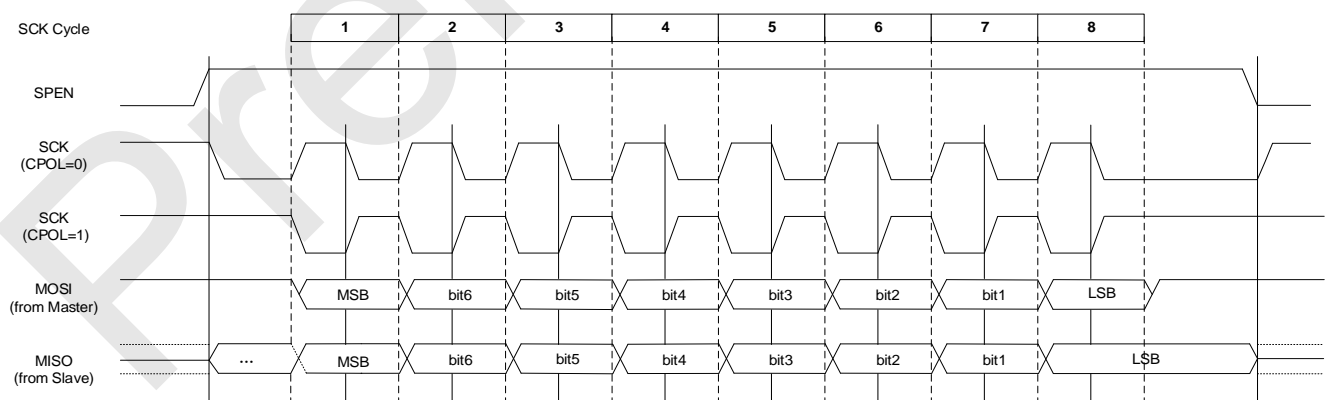 SCK Cycle 1 2 3 4 5 6 7 8
SPEN
SCK
(CPOL=0)
SCK
(CPOL=1)
MOSI
(from Master)
MSB bit6 bit5 bit4 bit3 bit2 bit1 LSB
MISO
(from Slave)
... MSB bit6 bit5 bit4 bit3 bit2 bit1 LSB
Pre